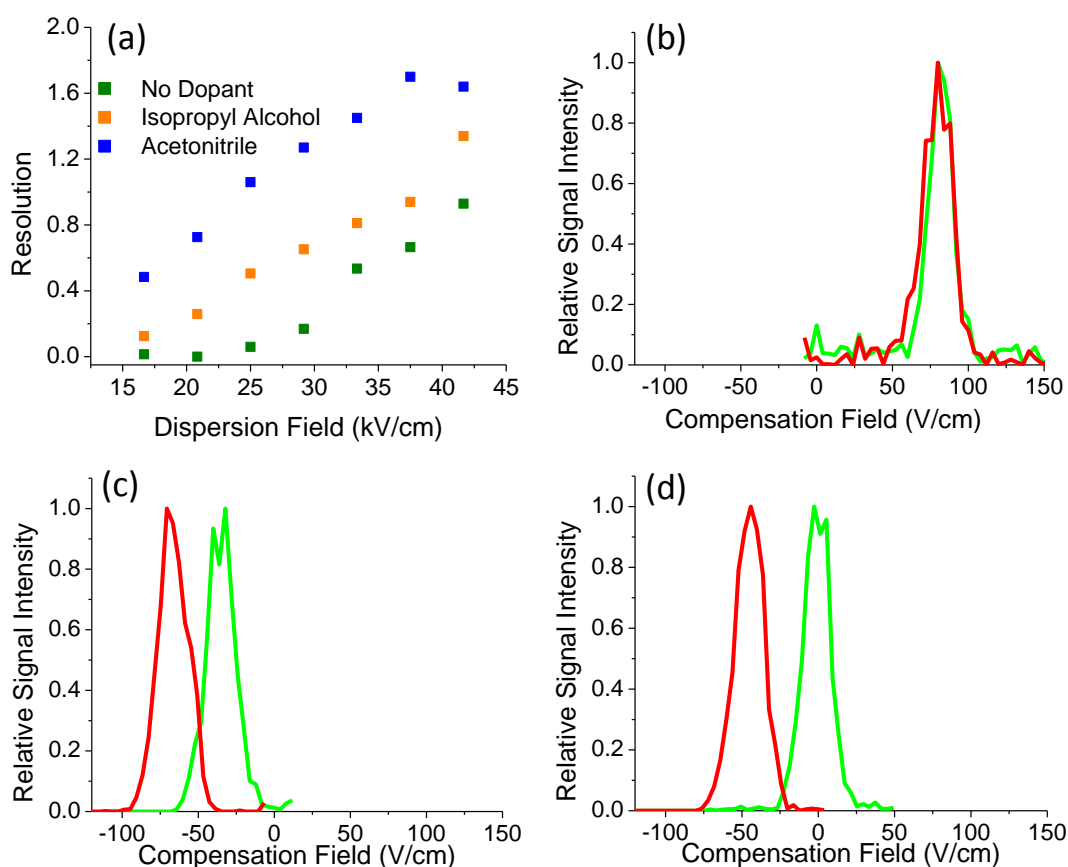 (a)
2.0
1.6
1.2
0.8
0.4
0.0
Resolution
No Dopant
Isopropyl Alcohol
Acetonitrile
15 20 25 30 35 40 45
Dispersion Field (kV/cm)
(b)
1.0
0.8
0.6
0.4
0.2
0.0
Relative Signal Intensity
-100 -50 0 50 100 150
Compensation Field (V/cm)
(c)
1.0
0.8
0.6
0.4
0.2
0.0
Relative Signal Intensity
-100 -50 0 50 100 150
Compensation Field (V/cm)
(d)
1.0
0.8
0.6
0.4
0.2
0.0
Relative Signal Intensity
-100 -50 0 50 100 150
Compensation Field (V/cm)